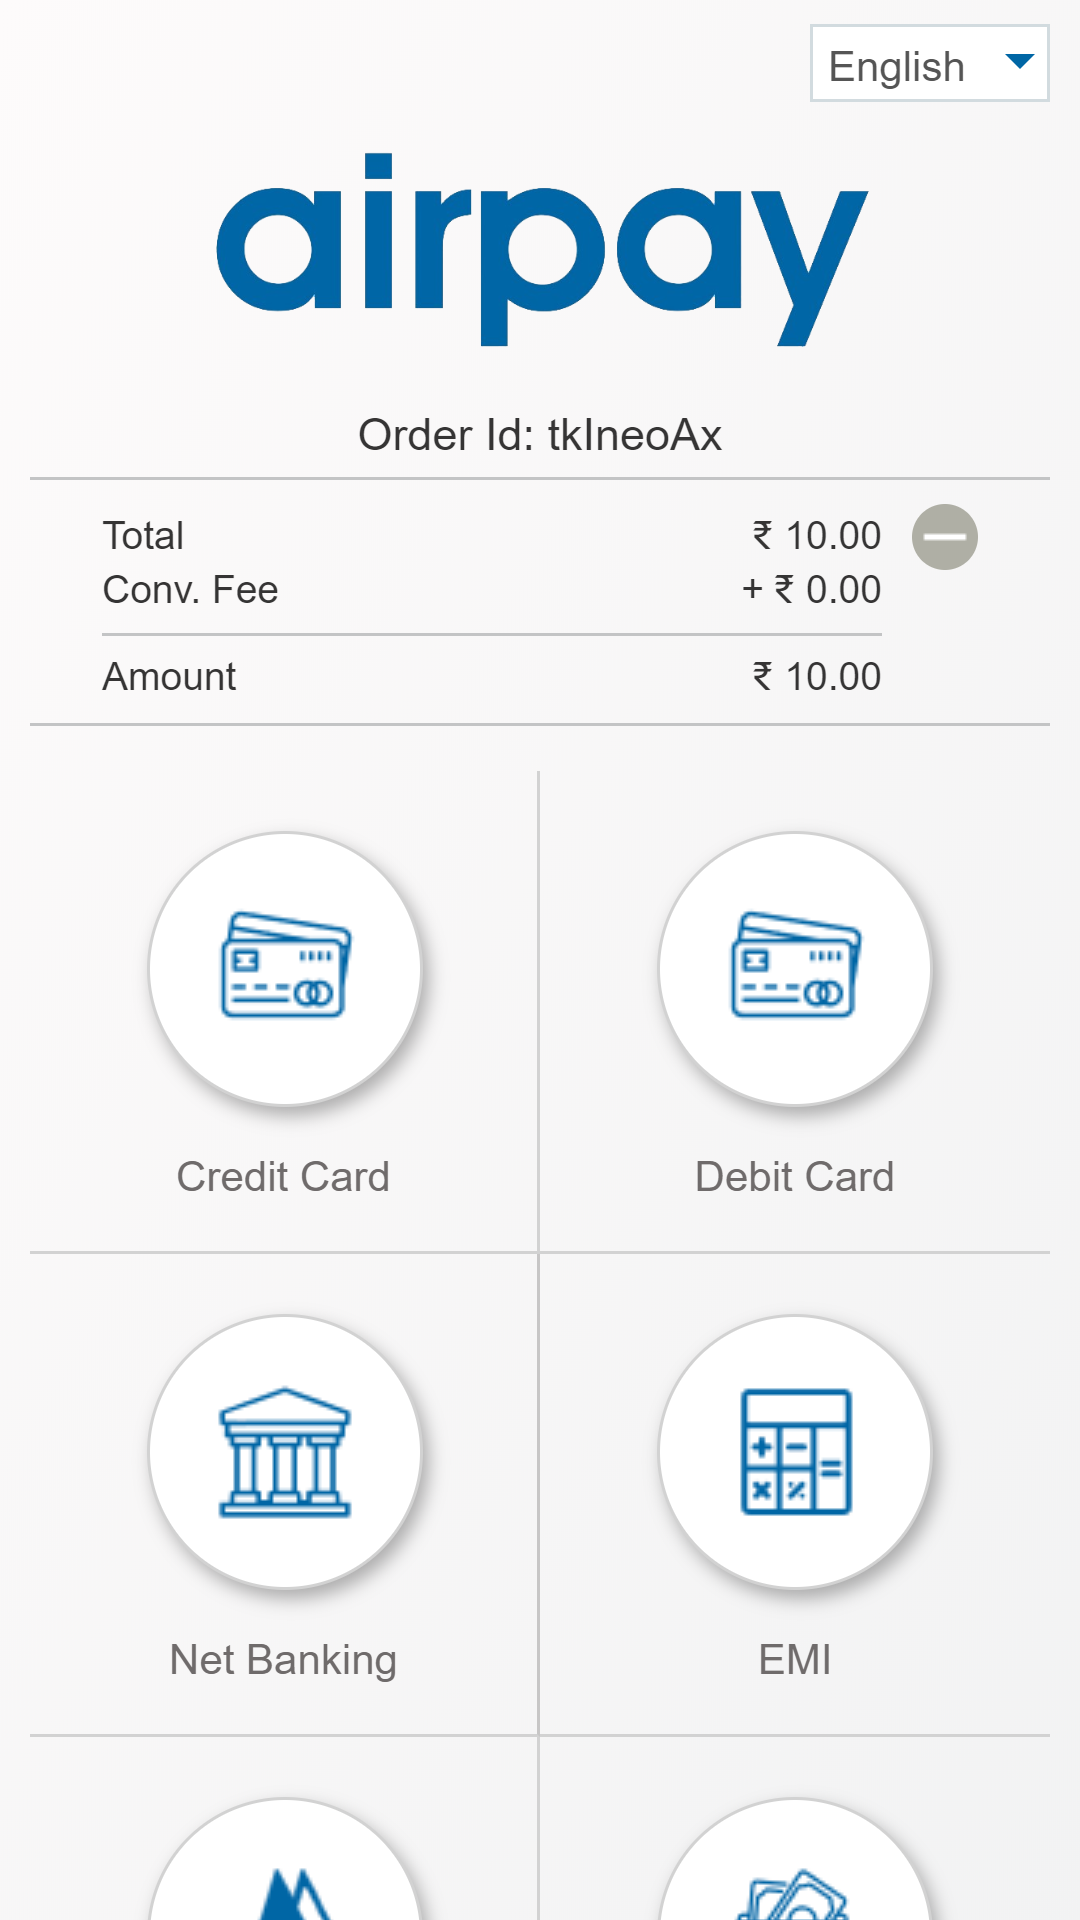 English
airpay
Order Id: tkIneoAx
Total ₹ 10.00
Conv. Fee + ₹ 0.00
Amount ₹ 10.00
Credit Card Debit Card
Net Banking EMI